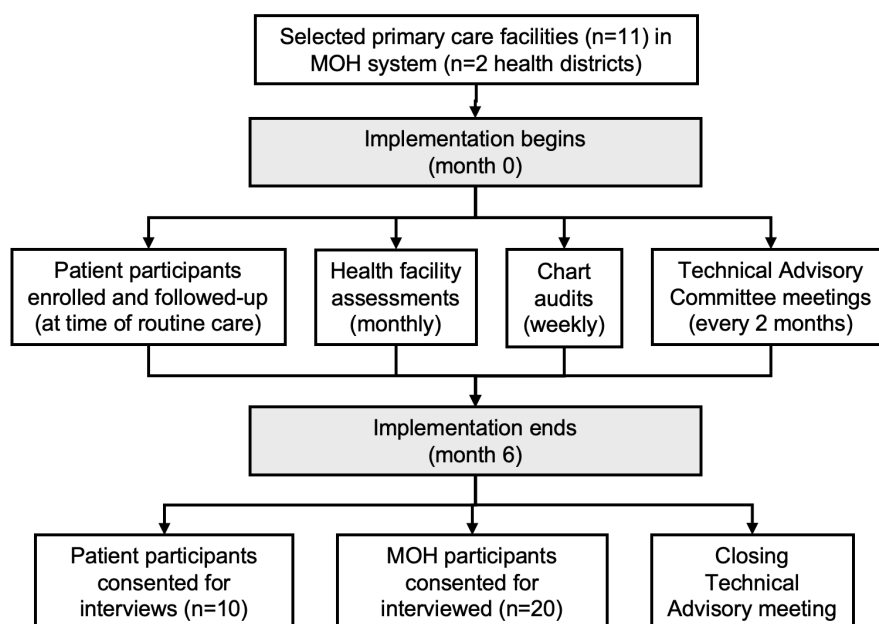 Selected primary care facilities (n=11) in
MOH system (n=2 health districts)
Implementation begins
(month 0)
Patient participants
enrolled and followed-up
(at time of routine care)
Health facility
assessments
(monthly)
Chart
audits
(weekly)
Technical Advisory
Committee meetings
(every 2 months)
Implementation ends
(month 6)
Patient participants
consented for
interviews (n=10)
MOH participants
consented for
interviewed (n=20)
Closing
Technical
Advisory meeting